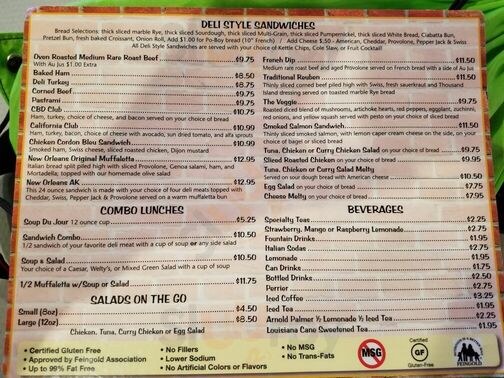 DELI STYLE SANDWICHES
Bread Selections: thick sliced marble Rye, thick sliced Sourdough, thick sliced Multi-Grain, thick sliced Pumpernickel, thick sliced White Bread, Ciabatta Bun,
Pretzel Bun, fresh baked Croissant, Onion Roll, Add $1.00 for Po-Boy bread (10" French) / Add Cheese $.50 - American, Cheddar, Provolone, Pepper Jack & Swiss
All Deli Style Sandwiches are served with your choice of Kettle Chips, Cole Slaw, or Fruit Cocktail!
Oven Roasted Medium Rare Roast Beef $9.75
With Au Jus $1.00 Extra
Baked Ham $8.50
Deli Turkey $8.75
Corned Beef $9.75
Pastrami $9.75
CBD Club $10.75
Ham, turkey, choice of cheese, and bacon served on your choice of bread
California Club $10.99
Ham, turkey, bacon, choice of cheese with avocado, sun dried tomato, and alfa sprouts
Chicken Cordon Blou Sandwich $10.99
Smoked ham, Swiss cheese, sliced roasted chicken, Dijon mustard
New Orleans Original Muffaletta $12.95
Italian bread split piled high with sliced Provolone, Genoa salami, ham, and
Mortadella; topped with our homemade olive salad
New Orleans AK $12.95
This 24 ounce sandwich is made with your choice of four deli meats topped with
Cheddar, Swiss, Pepper Jack & Provolone served on a warm muffaletta bun
French Dip $11.50
Medium rare roast beef and aged Provolone served on French bread with a side of Au Jus
Traditional Reuben $11.50
Thinly sliced corned beef piled high with Swiss, fresh sauerkraut and Thousand
Island dressing served on toasted marble Rye bread
The Veggie $9.75
Roasted diced blend of mushrooms, artichoke hearts, red peppers, eggplant, zucchini,
red onions, and yellow squash served with pesto on your choice of sliced bread
Smoked Salmon Sandwich $11.50
Thinly sliced smoked salmon, with lemon caper cream cheese on the side, on your
choice of bagel or sliced bread
Tuna, Chicken or Curry Chicken Salad on your choice of bread $9.75
Sliced Roasted Chicken on your choice of bread $9.95
Tuna, Chicken or Curry Chicken Salad Melty
Served on sour dough bread with American cheese $10.50
Egg Salad on your choice of bread $7.75
Cheese Melty on your choice of bread $7.95
COMBO LUNCHES
Soup Du Jour 12 ounce cup $5.25
Sandwich Combo $10.50
1/2 sandwich of your favorite deli meat with a cup of soup or any side salad
Soup & Salad $10.50
Your choice of a Caesar, Welty's, or Mixed Green Salad with a cup of soup
1/2 Muffaletta w/Soup or Salad $11.75
SALADS ON THE GO
Small (8oz) $4.50
Large (12oz) $8.50
Chicken, Tuna, Curry Chicken or Egg Salad
BEVERAGES
Specialty Teas $2.25
Strawberry, Mango or Raspberry Lemonade $2.75
Fountain Drinks $1.95
Italian Sodas $2.75
Lemonade $1.95
Can Drinks $1.75
Bottled Drinks $2.50
Perrier $2.75
Iced Coffee $3.25
Iced Tea $1.95
Arnold Palmer ½ Lemonade ½ Iced Tea $2.25
Louisiana Cane Sweetened Tea $1.95
• Certified Gluten Free
• Approved by Feingold Association
• Up to 99% Fat Free
• No Fillers
• Lower Sodium
• No Artificial Colors or Flavors
• No MSG
• No Trans-Fats
MSG
Certified
GF
Gluten-Free
FEINGOLD